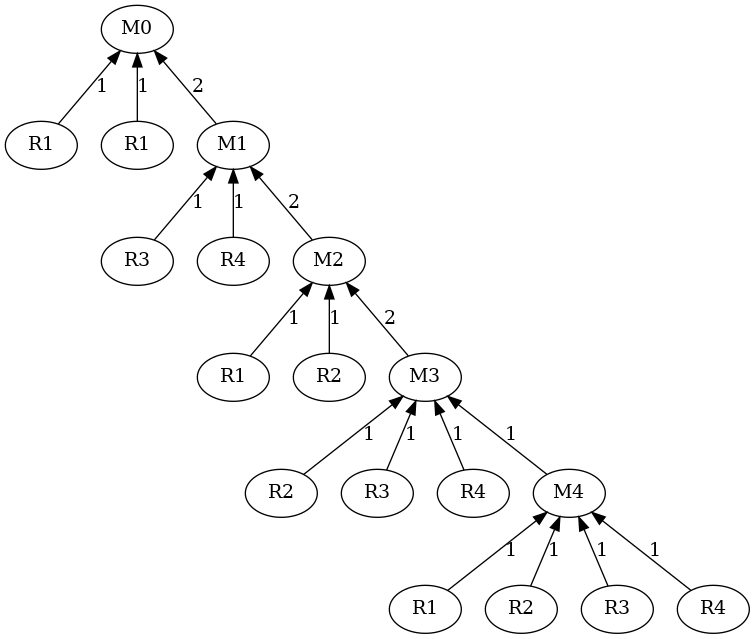 M0
1 1 2
R1 R1 M1
1 1 2
R3 R4 M2
1 1 2
R1 R2 M3
1 1 1 1
R2 R3 R4 M4
1 1 1 1
R1 R2 R3 R4